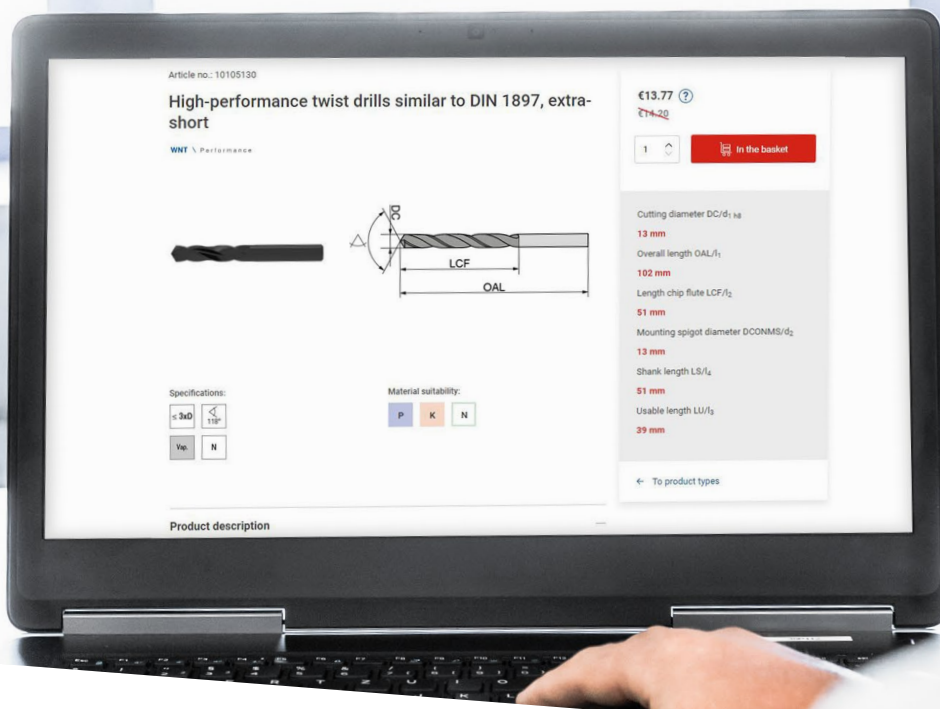 Article no.: 10105130
High-performance twist drills similar to DIN 1897, extra-
short
WNT \ Performance
DC
LCF
OAL
Specifications:
≤ 3xD
118°
Vap.
N
Material suitability:
P K N
Product description
€13.77 ?
€14.20
1
In the basket
Cutting diameter DC/d1 h8
13 mm
Overall length OAL/l1
102 mm
Length chip flute LCF/l2
51 mm
Mounting spigot diameter DCONMS/d2
13 mm
Shank length LS/l4
51 mm
Usable length LU/l3
39 mm
← To product types